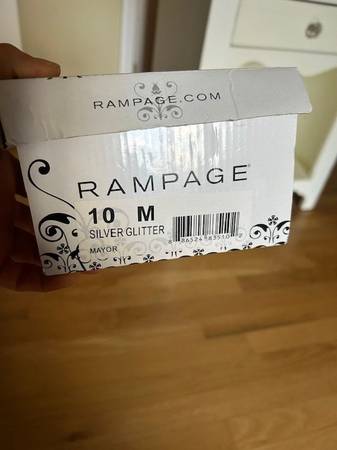 RAMPAGE.COM
RAMPAGE®
10 M
SILVER GLITTER
MAYOR